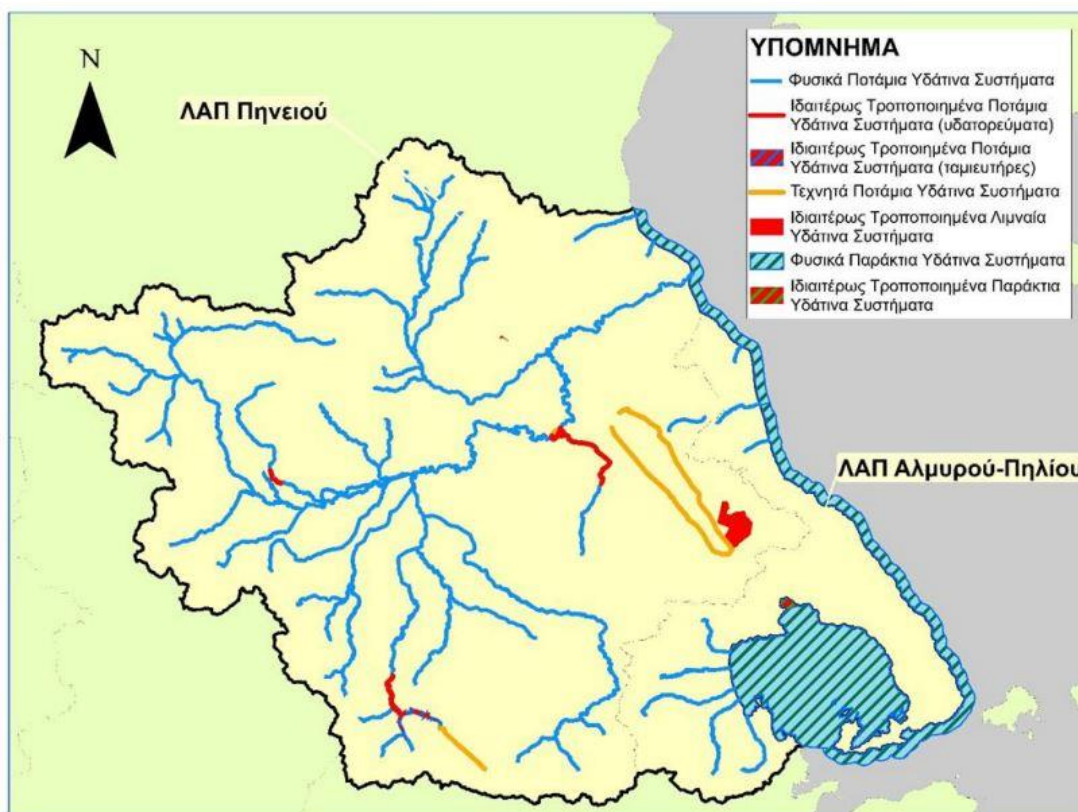 N
ΛΑΠ Πηνειού
ΥΠΟΜΝΗΜΑ
Φυσικά Ποτάμια Υδάτινα Συστήματα
Ιδαιτέρως Τροποποιημένα Ποτάμια
Υδάτινα Συστήματα (υδατορεύματα)
Ιδιαιτέρως Τροποιημένα Ποτάμια
Υδάτινα Συστήματα (ταμιευτήρες)
Τεχνητά Ποτάμια Υδάτινα Συστήματα
Ιδιαιτέρως Τροποποιημένα Λιμναία
Υδάτινα Συστήματα
Φυσικά Παράκτια Υδάτινα Συστήματα
Ιδιαιτέρως Τροποποιημένα Παράκτια
Υδάτινα Συστήματα
ΛΑΠ Αλμυρού-Πηλίου